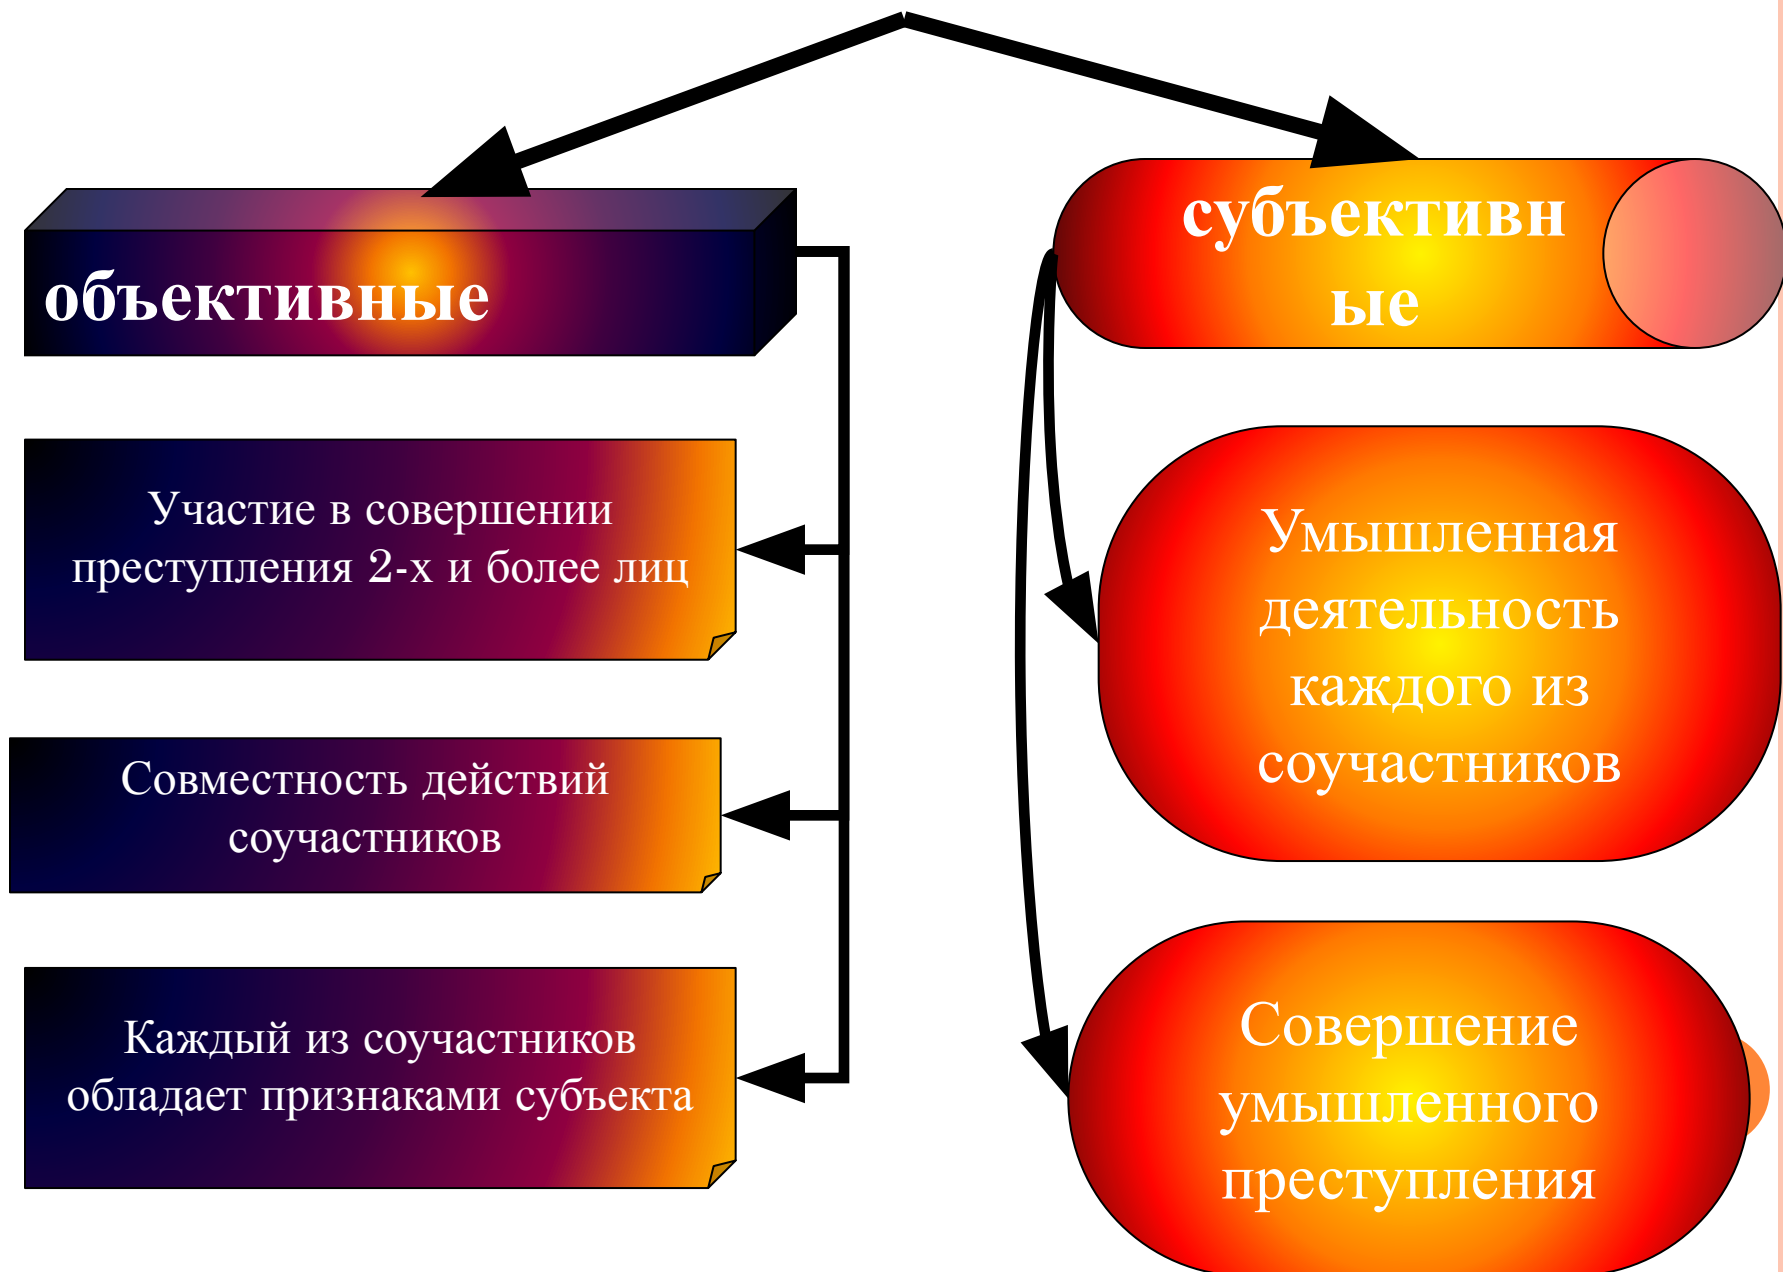 объективные
Участие в совершении
преступления 2-х и более лиц
Совместность действий
соучастников
Каждый из соучастников
обладает признаками субъекта
субъективн
ые
Умышленная
деятельность
каждого из
соучастников
Совершение
умышленного
преступления